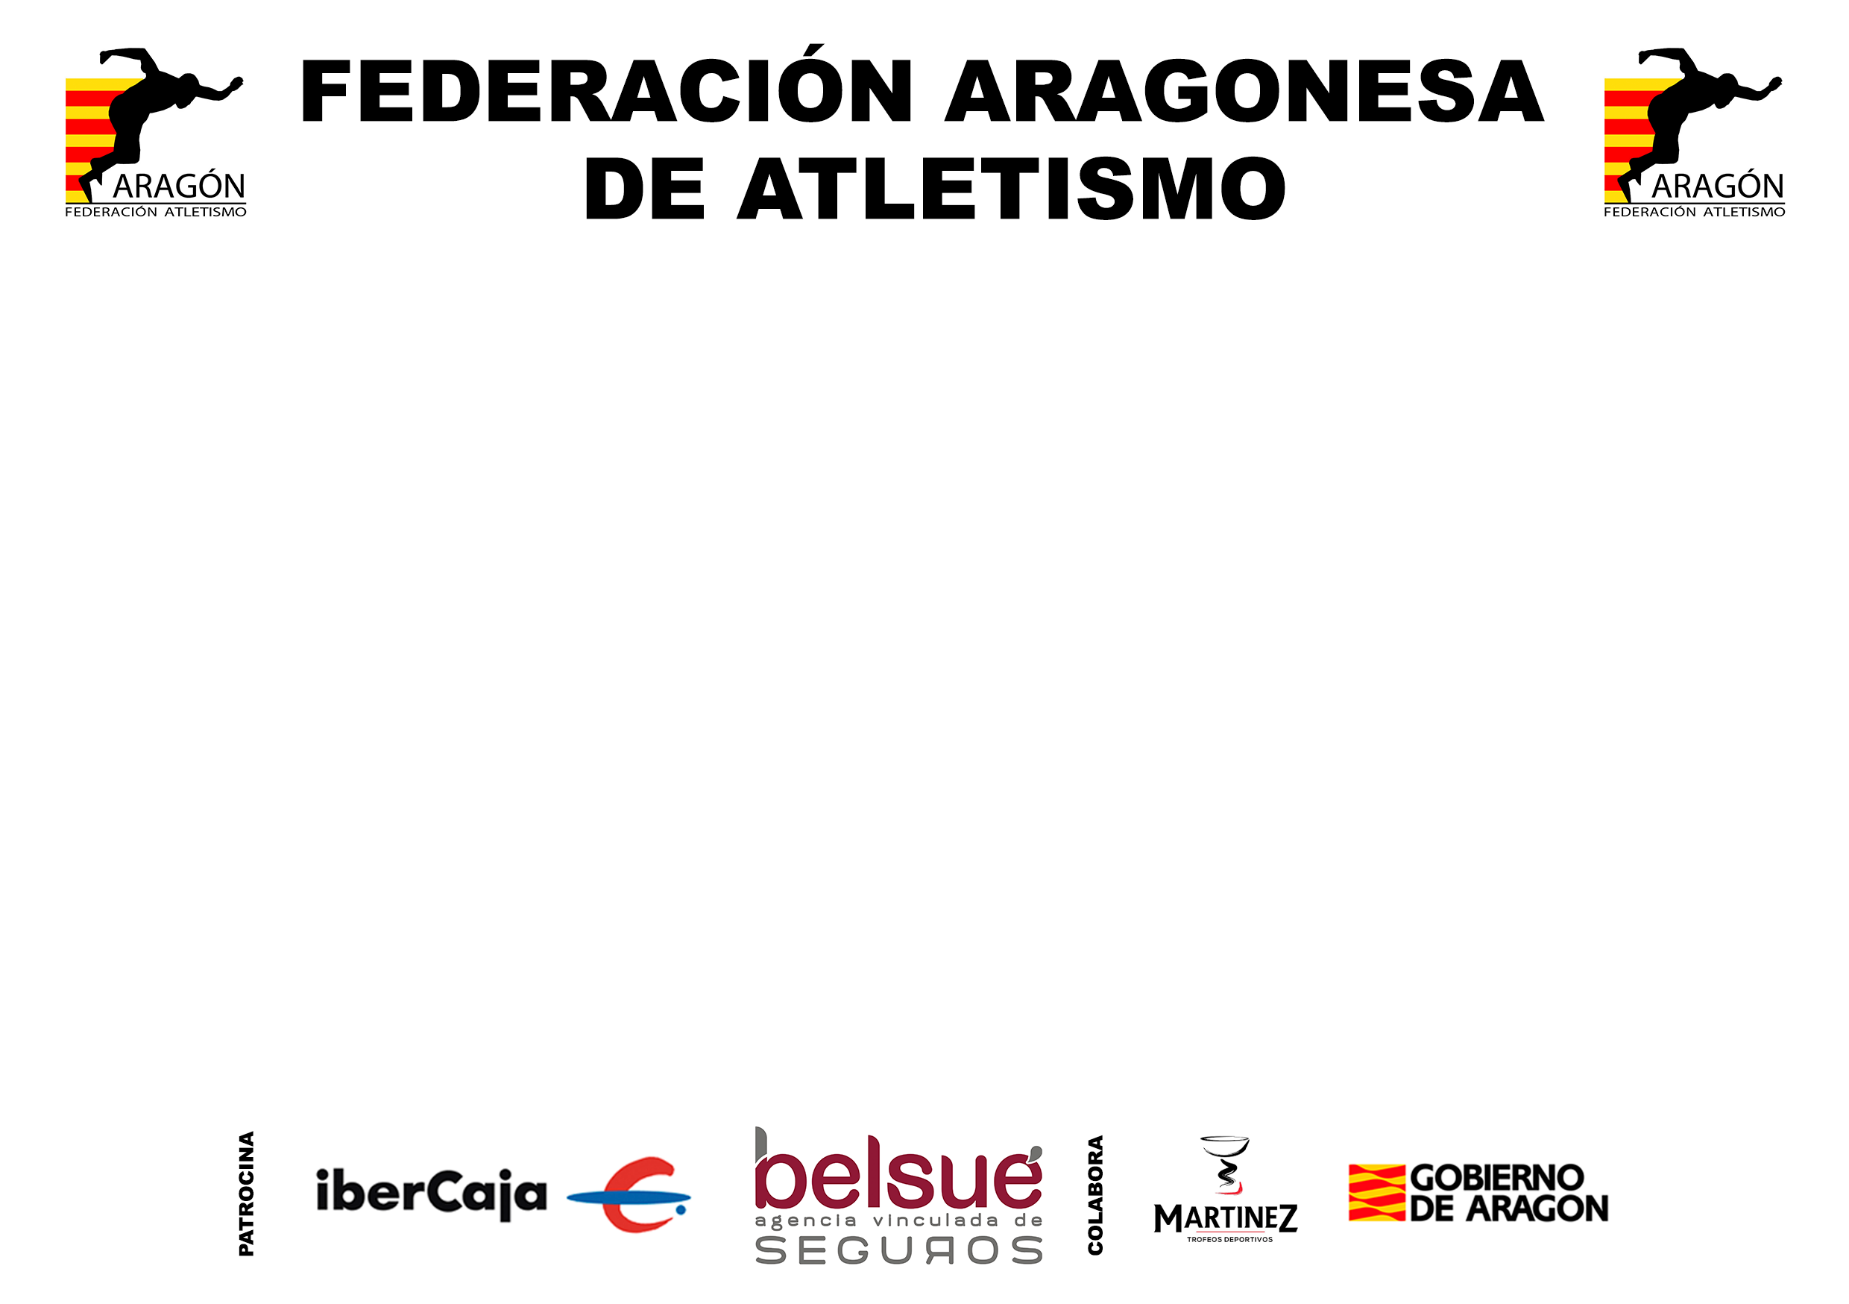 ARAGÓN
FEDERACIÓN ATLETISMO
FEDERACIÓN ARAGONESA
DE ATLETISMO
ARAGÓN
FEDERACIÓN ATLETISMO
PATROCINA
iberCaja
belsué
agencia vinculada de
SEGUROS
COLABORA
MARTINEZ
TROFEOS DEPORTIVOS
GOBIERNO
DE ARAGON